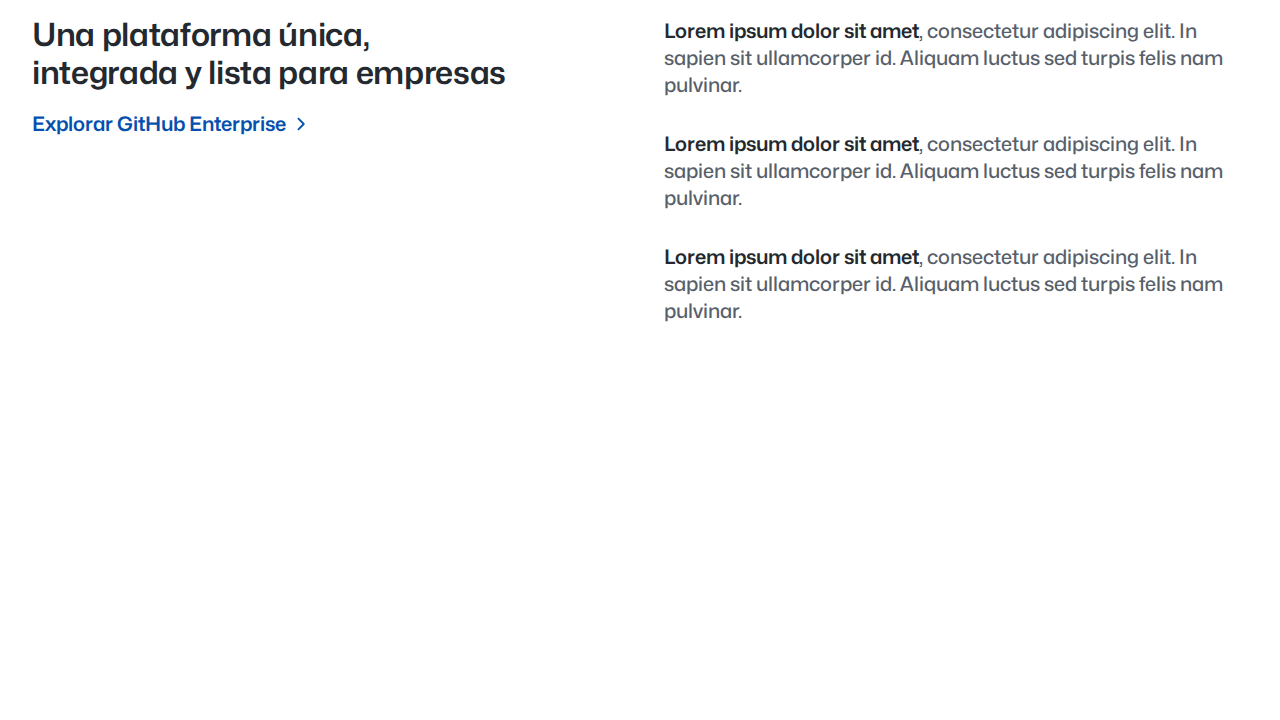 Una plataforma única,
integrada y lista para empresas
Explorar GitHub Enterprise
Lorem ipsum dolor sit amet, consectetur adipiscing elit. In
sapien sit ullamcorper id. Aliquam luctus sed turpis felis nam
pulvinar.
Lorem ipsum dolor sit amet, consectetur adipiscing elit. In
sapien sit ullamcorper id. Aliquam luctus sed turpis felis nam
pulvinar.
Lorem ipsum dolor sit amet, consectetur adipiscing elit. In
sapien sit ullamcorper id. Aliquam luctus sed turpis felis nam
pulvinar.